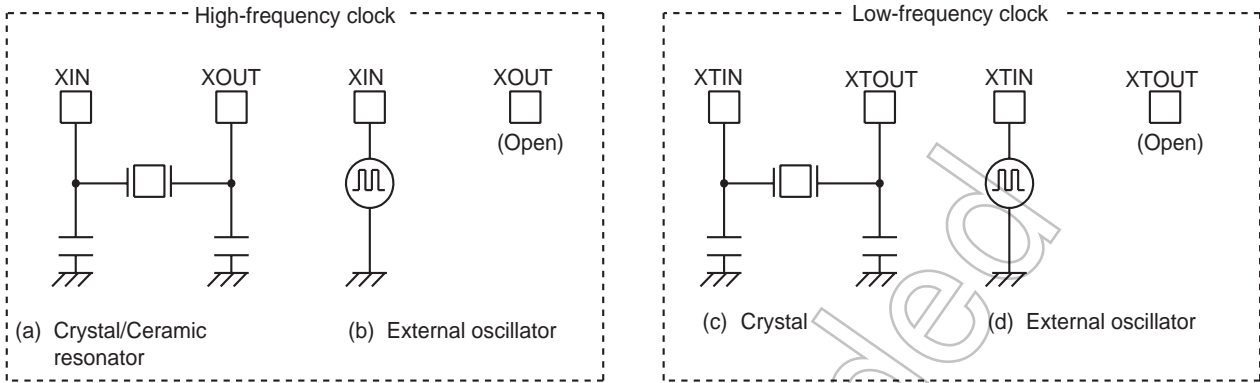 High-frequency clock
XIN
XOUT
XIN
XOUT
(Open)
(a) Crystal/Ceramic
resonator
(b) External oscillator
Low-frequency clock
XTIN
XTOUT
XTIN
XTOUT
(Open)
(c) Crystal
(d) External oscillator